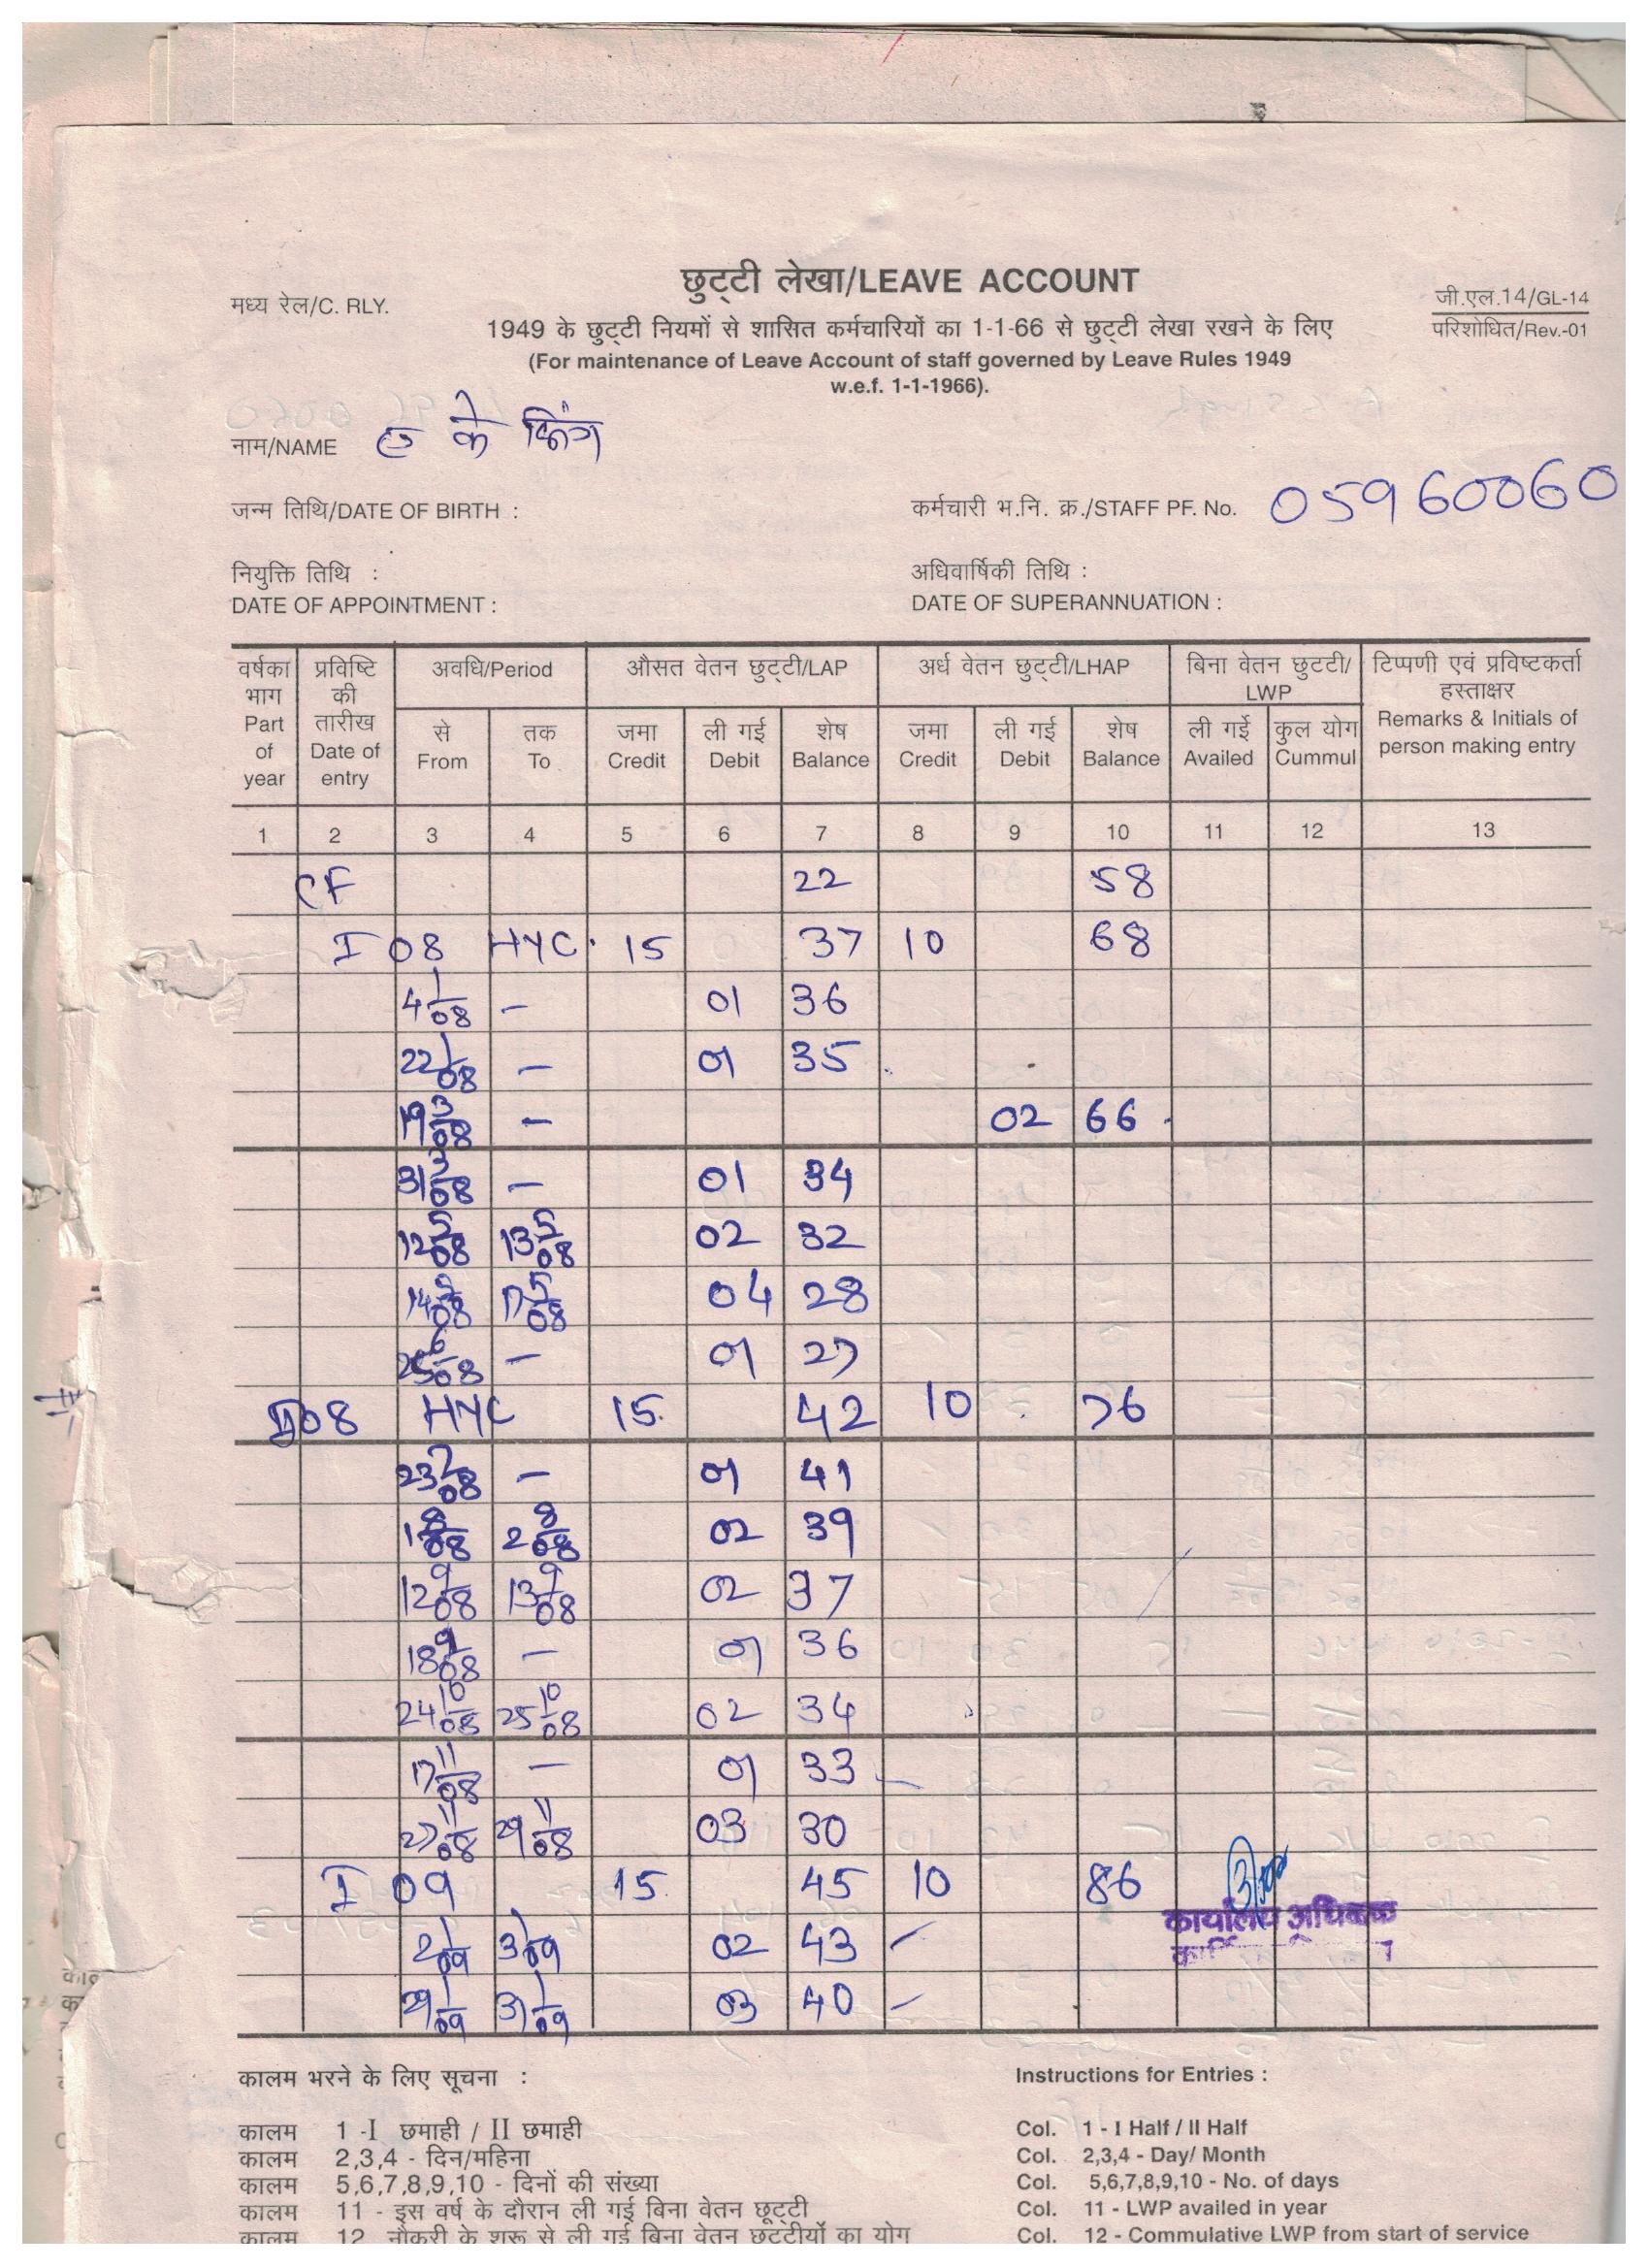 छुट्टी लेखा/LEAVE ACCOUNT
मध्य रेल/C. RLY.
जी.एल.14/GL-14
परिशोधित/Rev.-01
1949 के छुट्टी नियमों से शासित कर्मचारियों का 1-1-66 से छुट्टी लेखा रखने के लिए
(For maintenance of Leave Account of staff governed by Leave Rules 1949
w.e.f. 1-1-1966).
नाम/NAME के सिंग
जन्म तिथि/DATE OF BIRTH : कर्मचारी भ.नि. क्र./STAFF PF. No. 05960060
नियुक्ति तिथि : अधिवार्षिकी तिथि :
DATE OF APPOINTMENT : DATE OF SUPERANNUATION :
वर्षका भाग Part of year
प्रविष्टि की तारीख Date of entry
अवधि/Period
औसत वेतन छुट्टी/LAP
अर्ध वेतन छुट्टी/LHAP
बिना वेतन छुटटी/ LWP
टिप्पणी एवं प्रविष्टकर्ता हस्ताक्षर Remarks & Initials of person making entry
से From
तक To
जमा Credit
ली गई Debit
शेष Balance
जमा Credit
ली गई Debit
शेष Balance
ली गई Availed
कुल योग Cummul
1 2 3 4 5 6 7 8 9 10 11 12 13
CF 22 58
I 08 HYC 15 37 10 68
4 1/08 — 01 36
22 1/08 — 01 35
19 3/08 — 02 66
31 3/08 — 01 34
12 5/08 13 5/08 02 32
14 5/08 17 5/08 04 28
6/08 — 01 27
II 08 HYC 15 42 10 76
23 7/08 — 01 41
1 8/08 2 8/08 02 39
12 9/08 13 9/08 02 37
18 9/08 — 01 36
24 10/08 25 10/08 02 34
17 11/08 — 01 33
27 11/08 29 11/08 03 30
I 09 15 45 10 86
कार्यालय अधिक्षक
2 1/09 3 1/09 02 43
29 1/09 31 1/09 03 40
कालम भरने के लिए सूचना : Instructions for Entries :
कालम 1 -I छमाही / II छमाही Col. 1 - I Half / II Half
कालम 2,3,4 - दिन/महिना Col. 2,3,4 - Day/ Month
कालम 5,6,7,8,9,10 - दिनों की संख्या Col. 5,6,7,8,9,10 - No. of days
कालम 11 - इस वर्ष के दौरान ली गई बिना वेतन छूट्टी Col. 11 - LWP availed in year
कालम 12 नौकरी के शुरू से ली गई बिना वेतन छुट्टीयों का योग Col. 12 - Commulative LWP from start of service